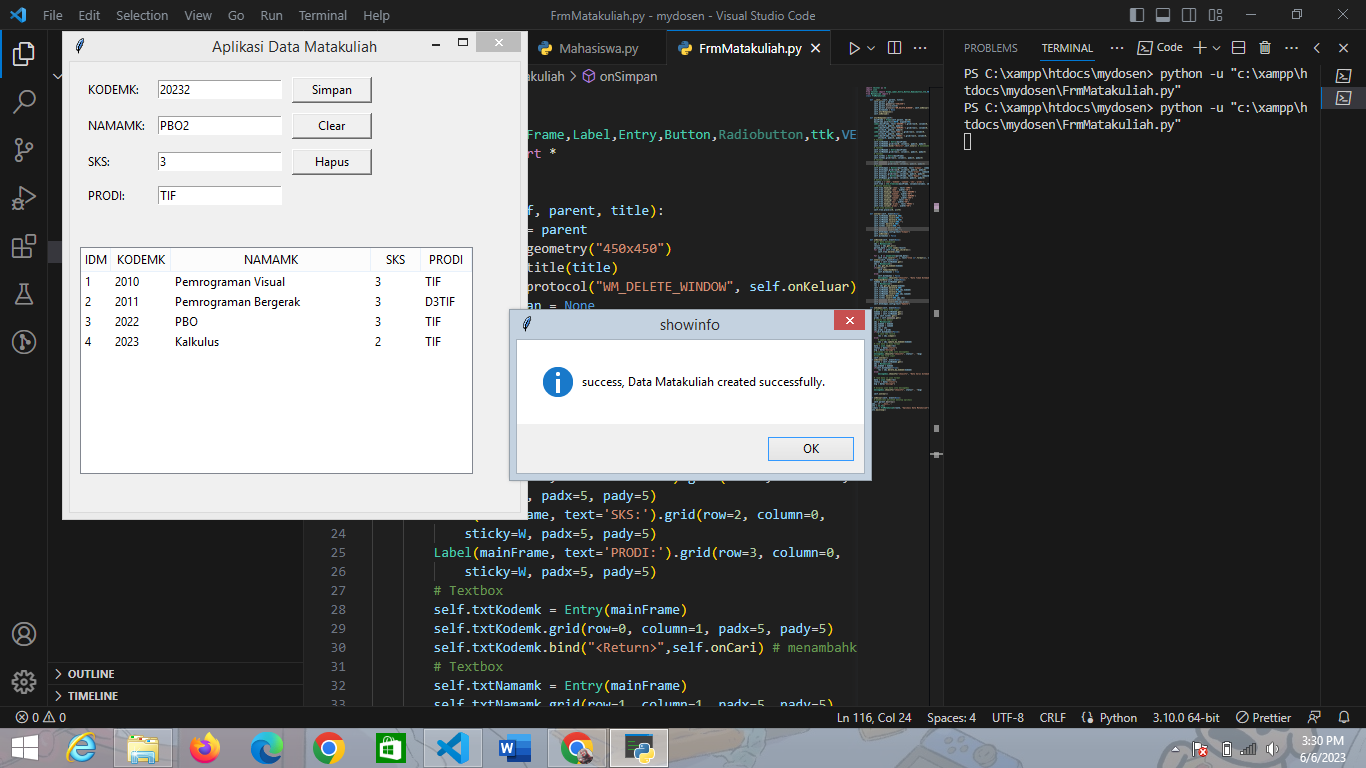 File Edit Selection View Go Run Terminal Help
FrmMatakuliah.py - mydosen - Visual Studio Code
Aplikasi Data Matakuliah
KODEMK: 20232 Simpan
NAMAMK: PBO2 Clear
SKS: 3 Hapus
PRODI: TIF
IDM KODEMK NAMAMK SKS PRODI
1 2010 Pemrograman Visual 3 TIF
2 2011 Pemrograman Bergerak 3 D3TIF
3 2022 PBO 3 TIF
4 2023 Kalkulus 2 TIF
Mahasiswa.py FrmMatakuliah.py
akuliah > onSimpan
Frame,Label,Entry,Button,Radiobutton,ttk,VE
rt *
f, parent, title):
= parent
geometry("450x450")
title(title)
protocol("WM_DELETE_WINDOW", self.onKeluar)
an = None
showinfo
success, Data Matakuliah created successfully.
OK
, padx=5, pady=5)
Frame, text='SKS:').grid(row=2, column=0,
24 sticky=W, padx=5, pady=5)
25 Label(mainFrame, text='PRODI:').grid(row=3, column=0,
26 sticky=W, padx=5, pady=5)
27 # Textbox
28 self.txtKodemk = Entry(mainFrame)
29 self.txtKodemk.grid(row=0, column=1, padx=5, pady=5)
30 self.txtKodemk.bind("<Return>",self.onCari) # menambahk
31 # Textbox
32 self.txtNamamk = Entry(mainFrame)
33 self.txtNamamk.grid(row=1, column=1, padx=5, pady=5)
PROBLEMS TERMINAL Code
PS C:\xampp\htdocs\mydosen> python -u "c:\xampp\h
tdocs\mydosen\FrmMatakuliah.py"
PS C:\xampp\htdocs\mydosen> python -u "c:\xampp\h
tdocs\mydosen\FrmMatakuliah.py"
OUTLINE
TIMELINE
0 0 Ln 116, Col 24 Spaces: 4 UTF-8 CRLF Python 3.10.0 64-bit Prettier
3:30 PM
6/6/2023